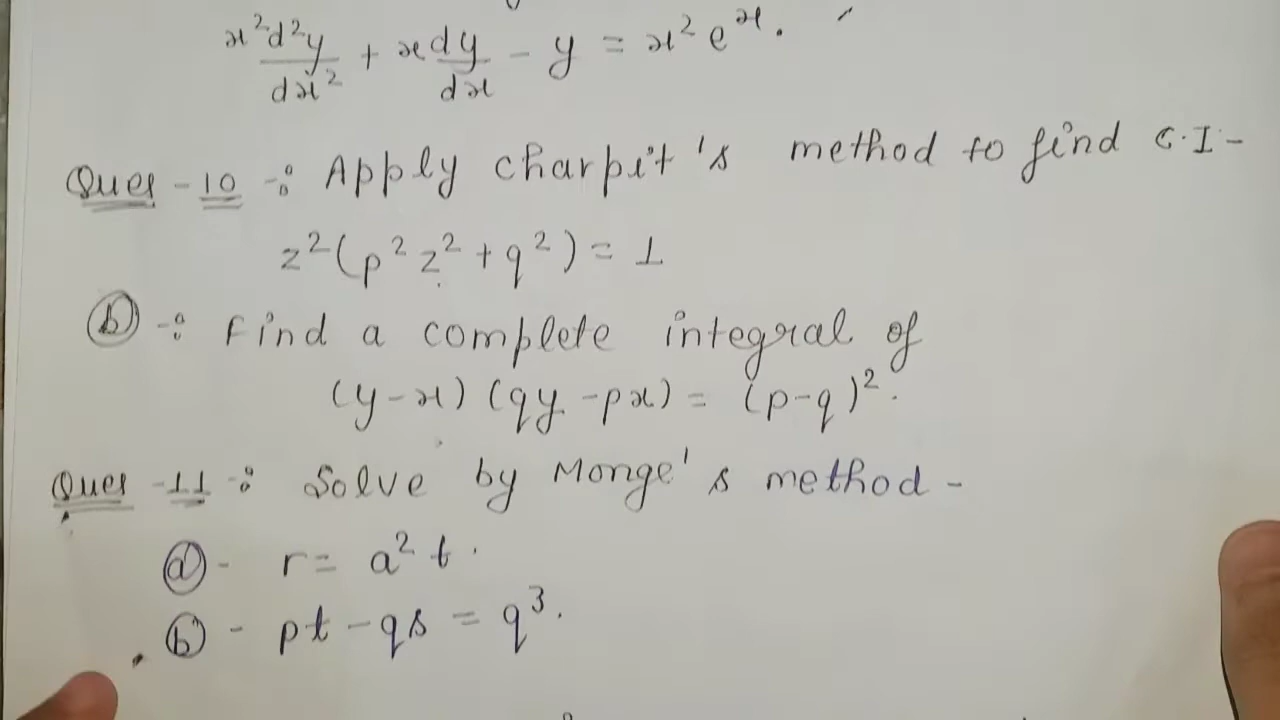 x²d²y/dx² + xdy/dx - y = x²eˣ.
Ques - 10 -: Apply charpit's method to find C.I -
z²(p²z² + q²) = 1
(b) -: Find a complete integral of
(y-x) (qy - px) = (p-q)².
Ques - 11 -: Solve by Monge's method -
(a) - r = a²t.
(b) - pt - qs = q³.